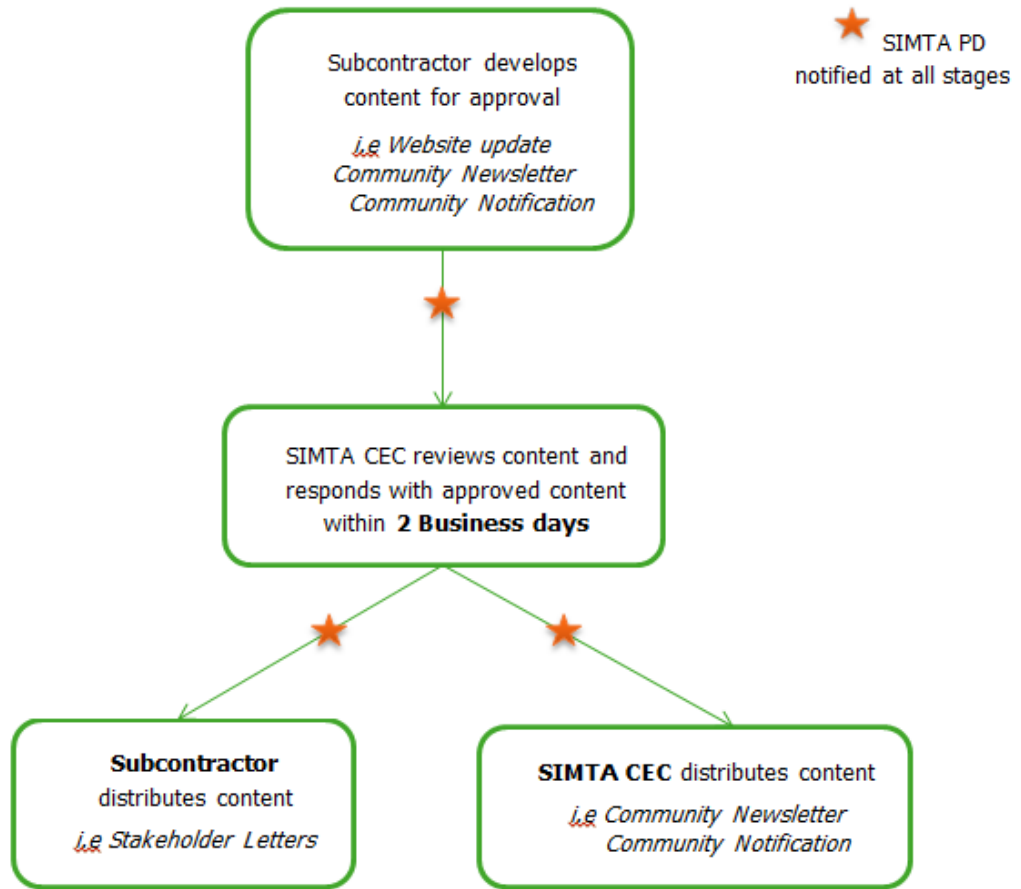 Subcontractor develops
content for approval
i,e Website update
Community Newsletter
Community Notification
SIMTA PD
notified at all stages
SIMTA CEC reviews content and
responds with approved content
within 2 Business days
Subcontractor
distributes content
i,e Stakeholder Letters
SIMTA CEC distributes content
i,e Community Newsletter
Community Notification